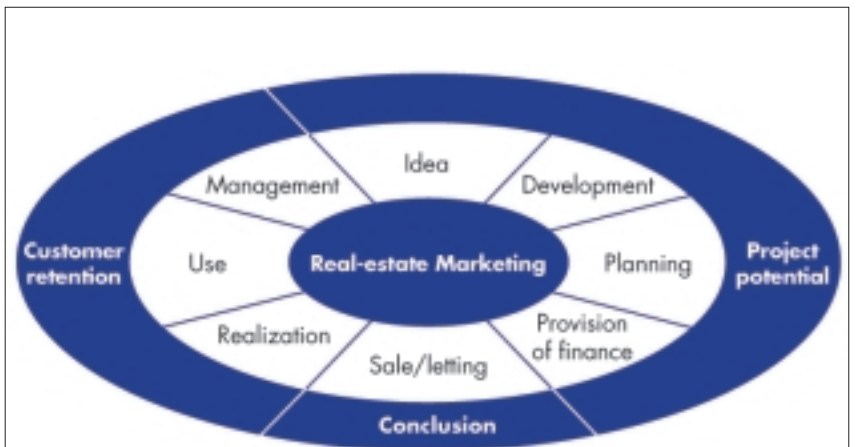 Idea
Management
Development
Customer
retention
Use
Real-estate Marketing
Planning
Project
potential
Realization
Provision
of finance
Sale/letting
Conclusion